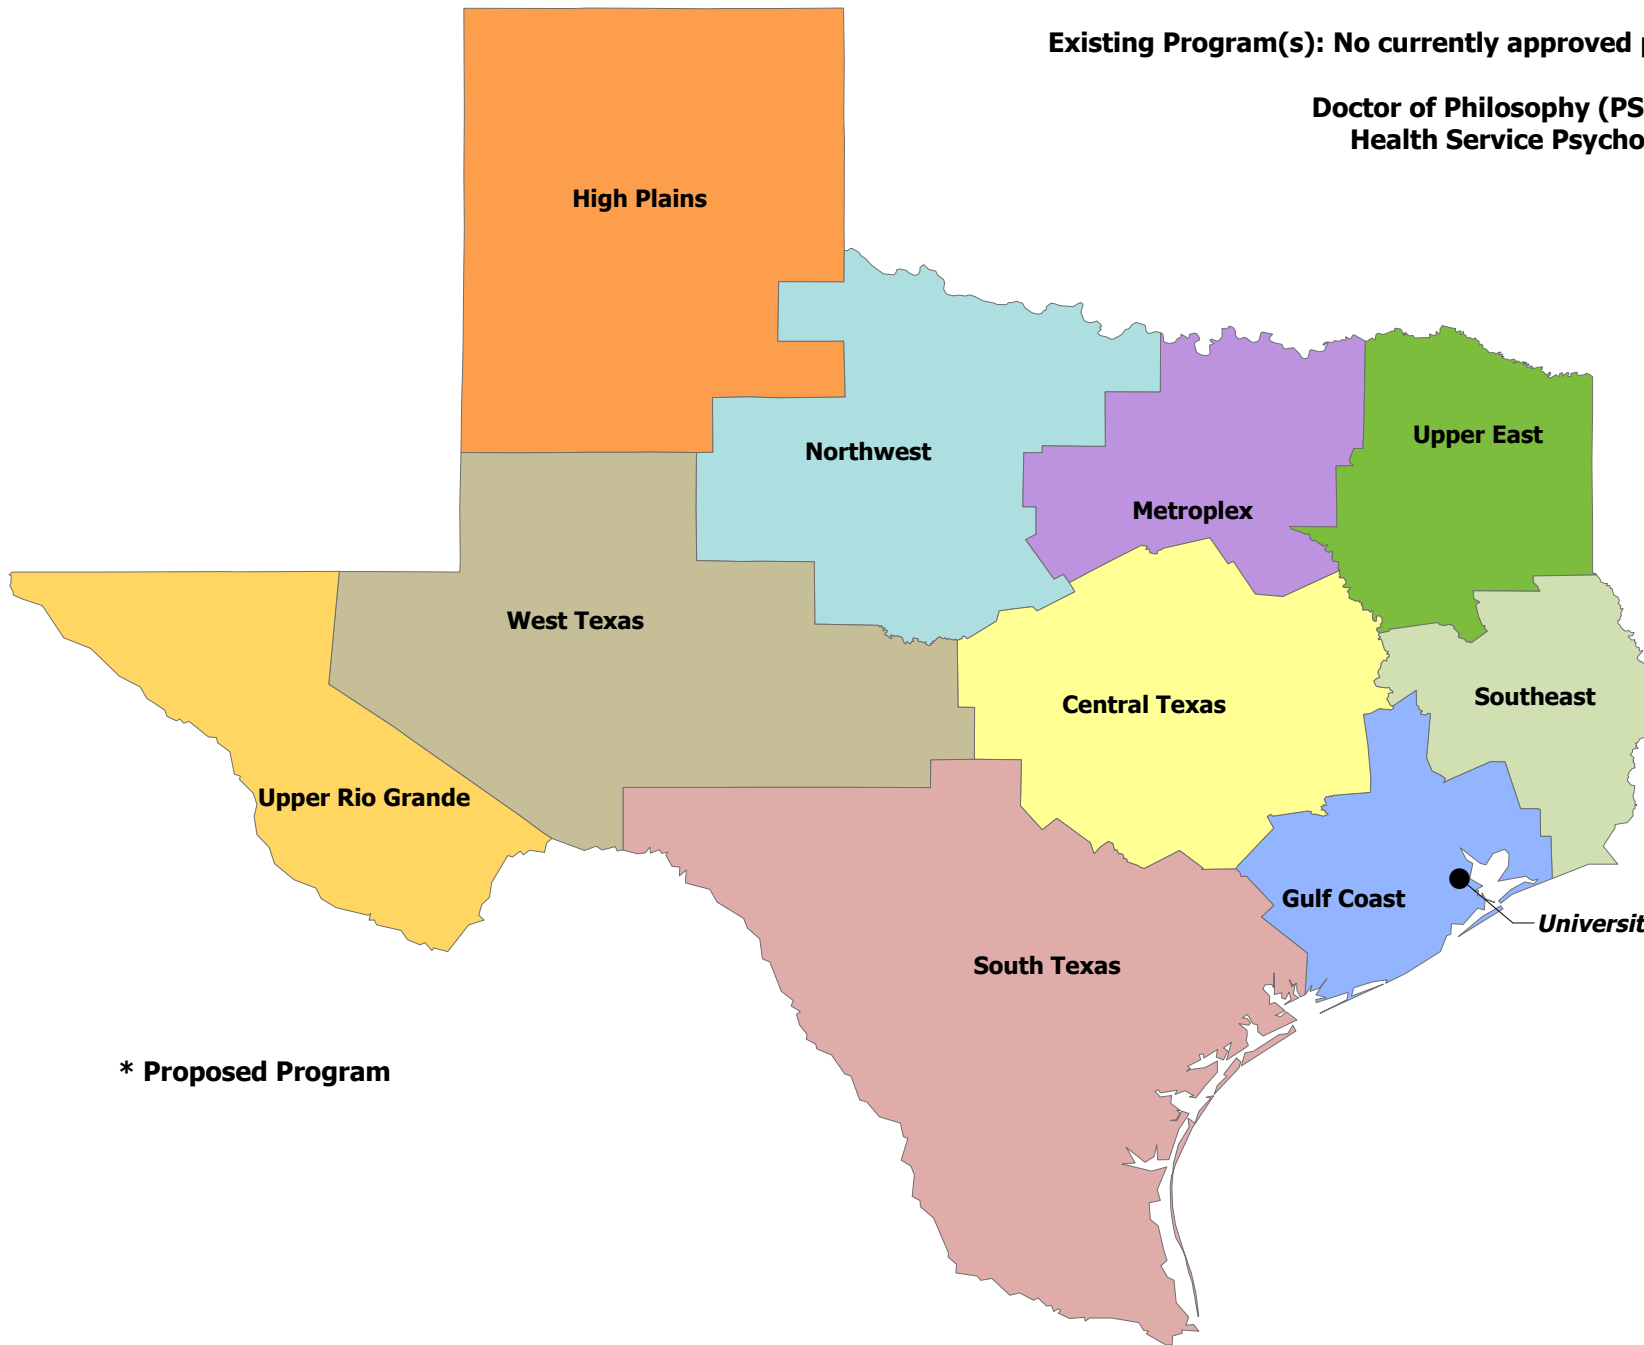 Existing Program(s): No currently approved
Doctor of Philosophy (PS
Health Service Psycho
High Plains
Northwest
Upper East
Metroplex
West Texas
Central Texas
Southeast
Upper Rio Grande
Gulf Coast
Universit
South Texas
* Proposed Program